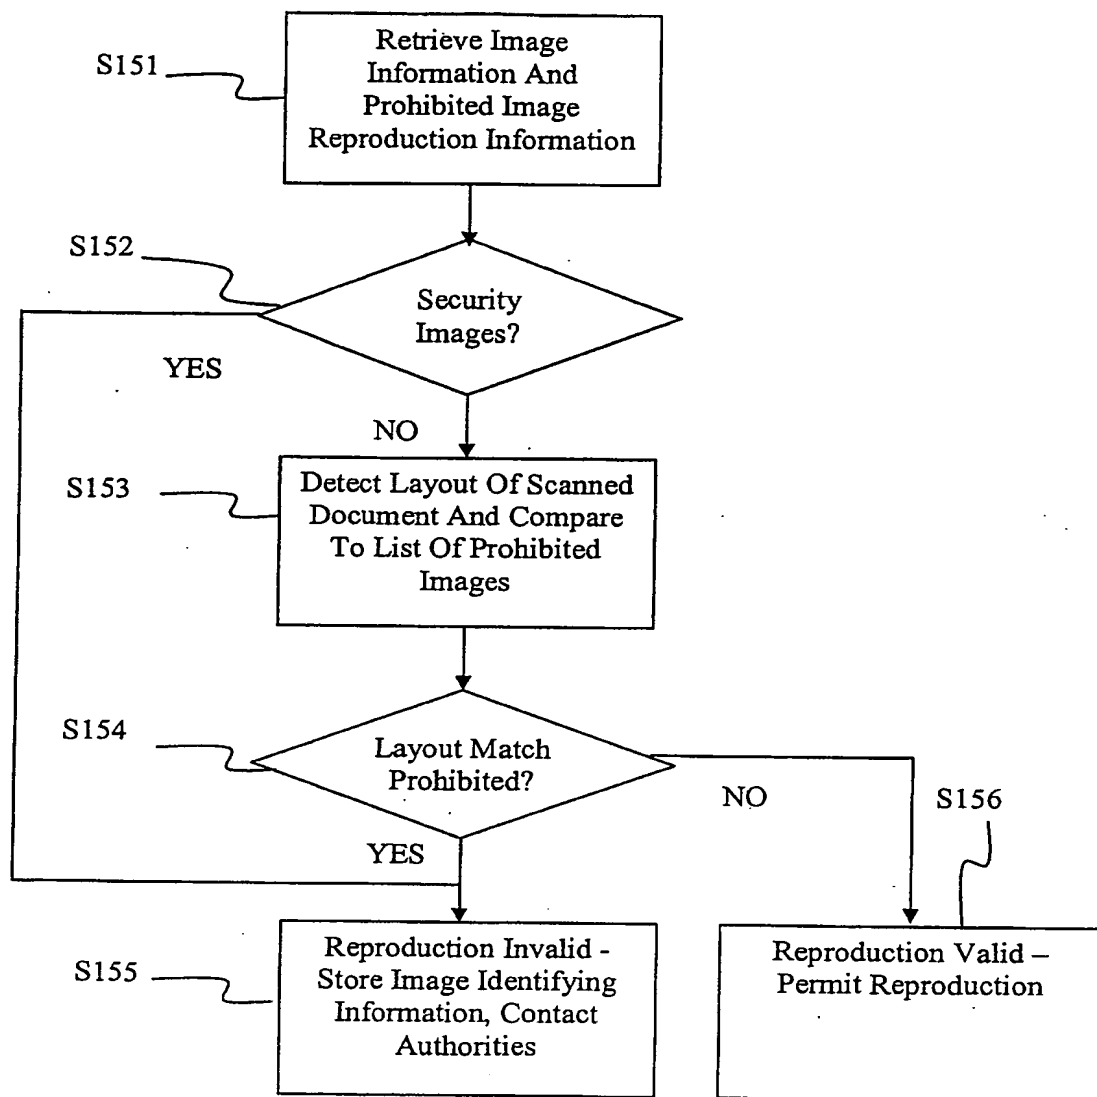 S151
Retrieve Image
Information And
Prohibited Image
Reproduction Information
S152
Security
Images?
YES
NO
S153
Detect Layout Of Scanned
Document And Compare
To List Of Prohibited
Images
S154
Layout Match
Prohibited?
NO
S156
YES
S155
Reproduction Invalid -
Store Image Identifying
Information, Contact
Authorities
Reproduction Valid –
Permit Reproduction